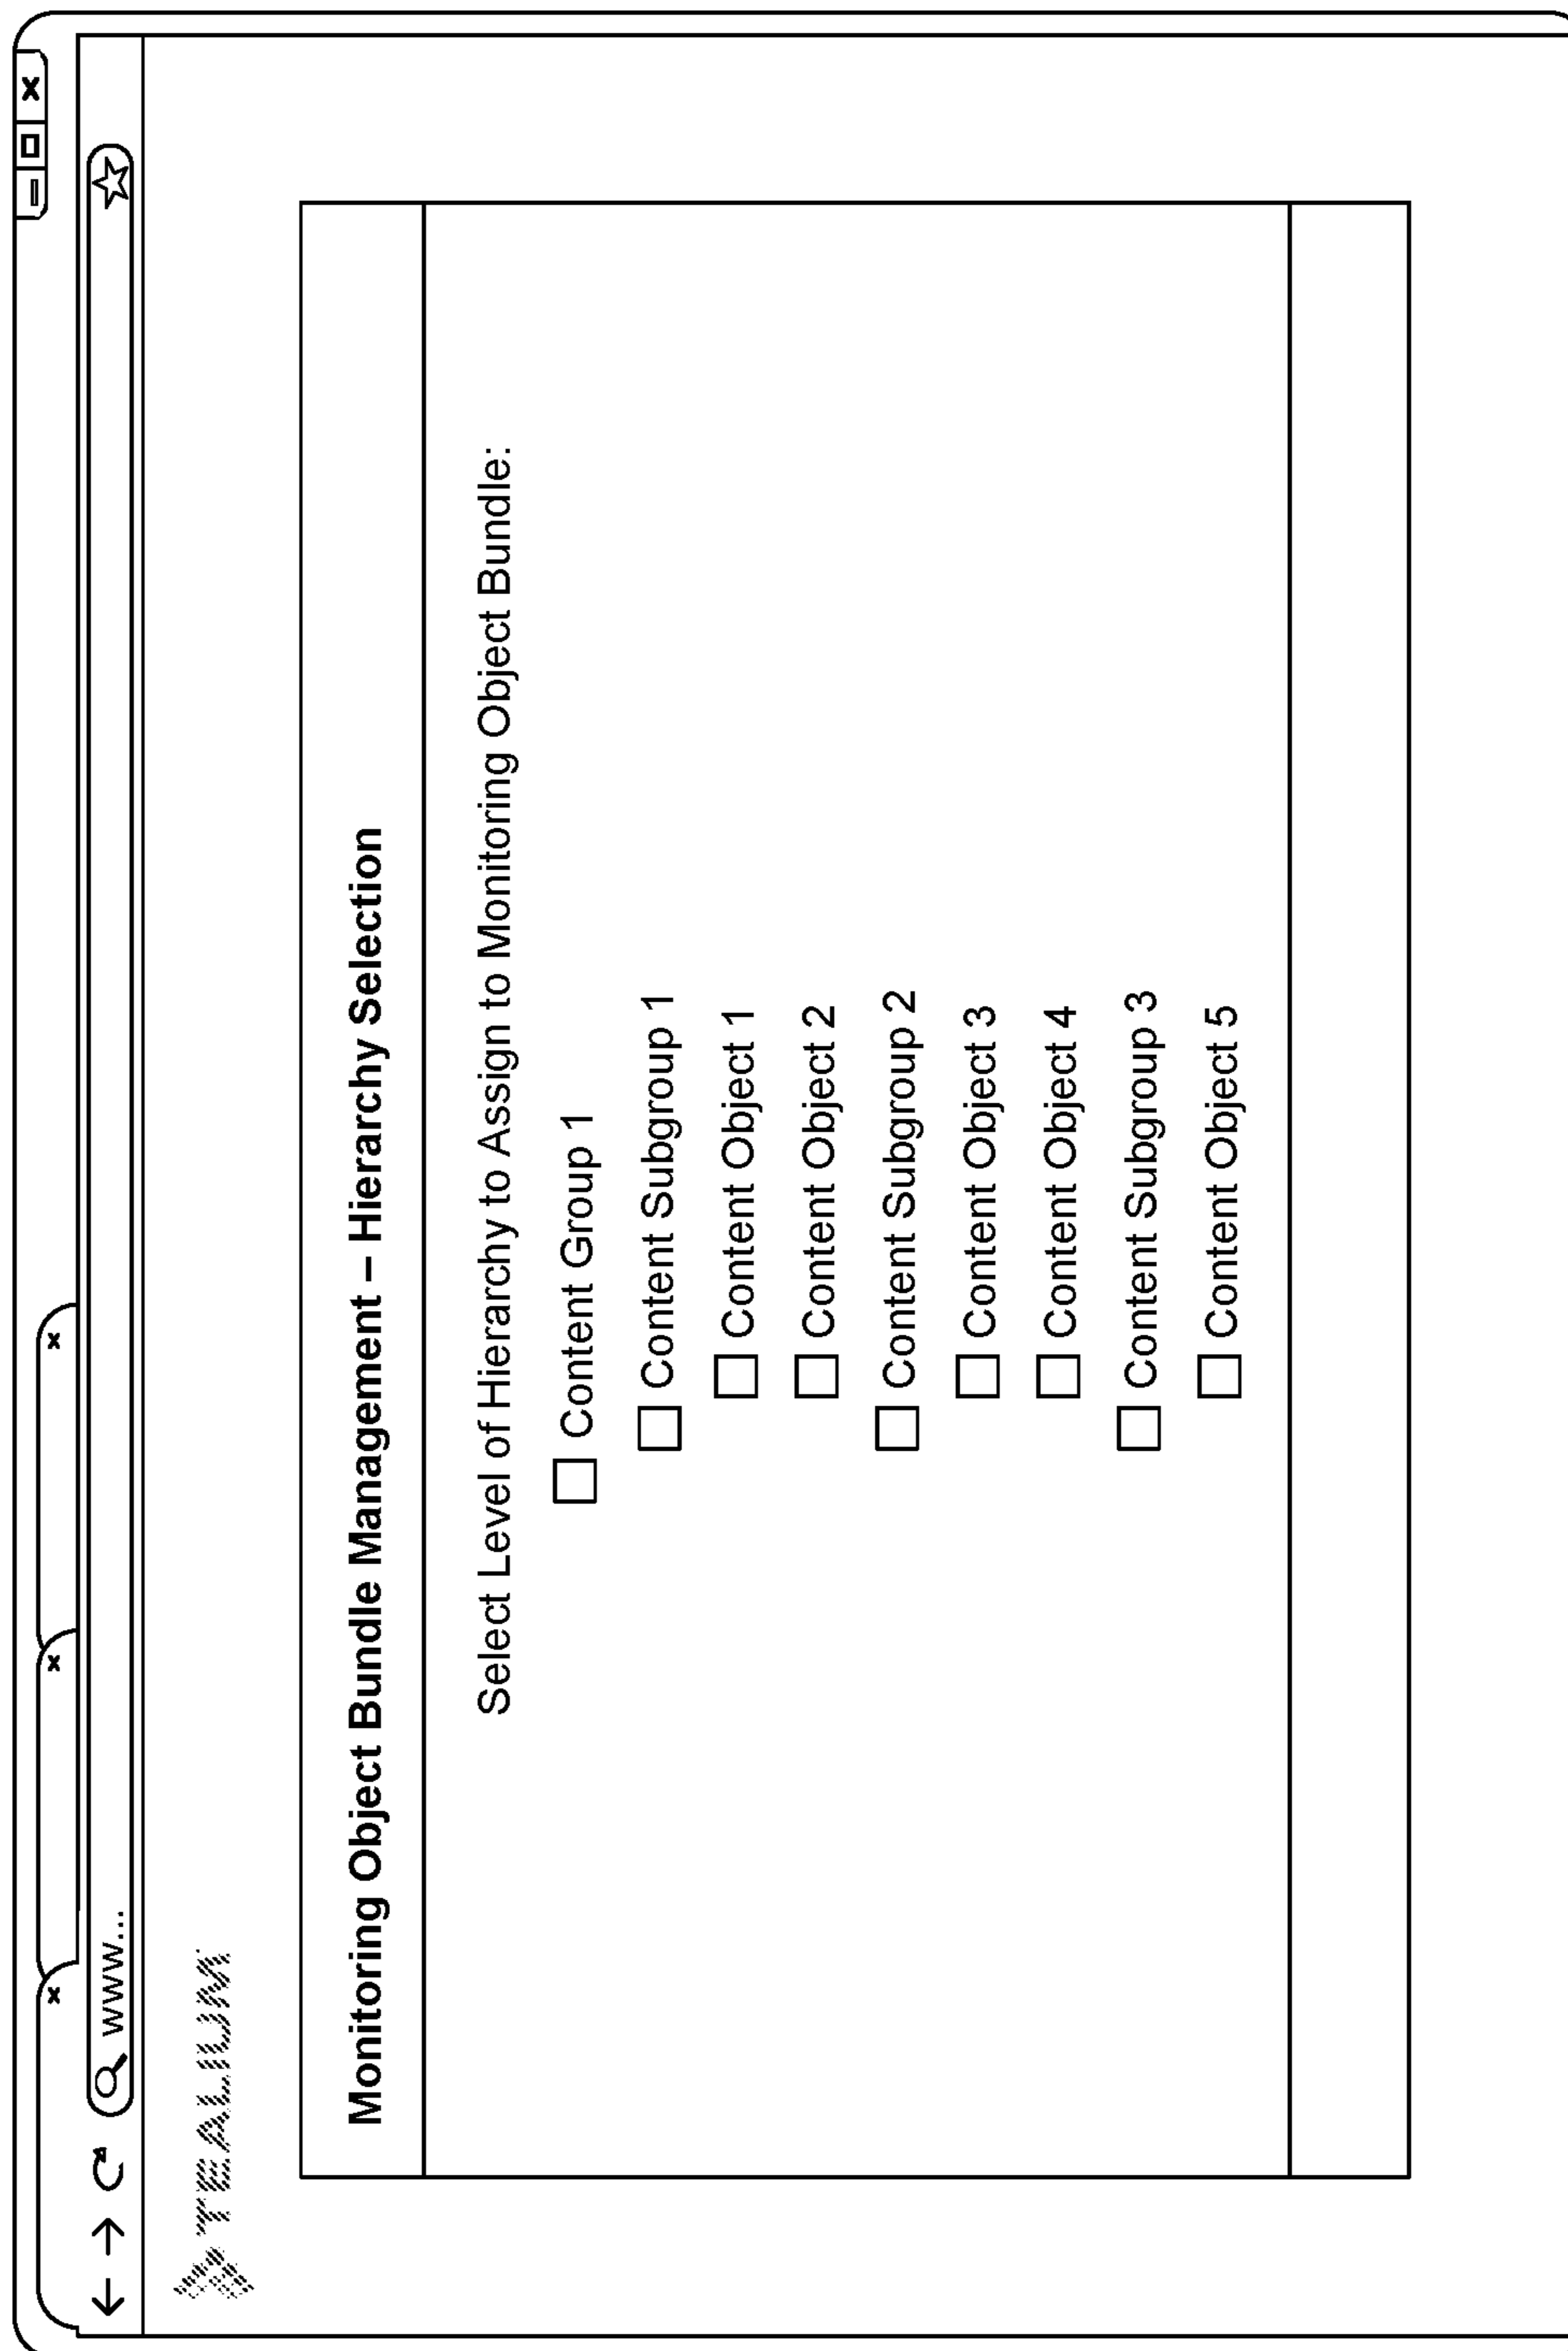 www...
TEALIUM
Monitoring Object Bundle Management – Hierarchy Selection
Select Level of Hierarchy to Assign to Monitoring Object Bundle:
Content Group 1
Content Subgroup 1
Content Object 1
Content Object 2
Content Subgroup 2
Content Object 3
Content Object 4
Content Subgroup 3
Content Object 5